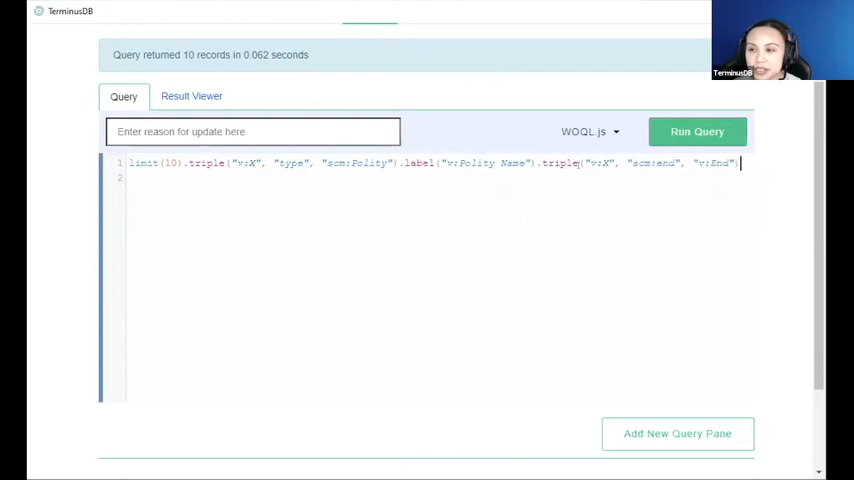 TerminusDB
Query returned 10 records in 0.062 seconds
TerminusDB
Query
Result Viewer
Enter reason for update here
WOQL.js
Run Query
1 limit(10).triple("v:X", "type", "scm:Polity").label("v:Polity Name").triple("v:X", "scm:end", "v:End")
2
Add New Query Pane